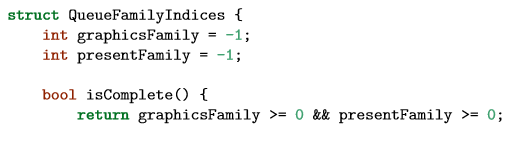 struct QueueFamilyIndices {
    int graphicsFamily = -1;
    int presentFamily = -1;

    bool isComplete() {
        return graphicsFamily >= 0 && presentFamily >= 0;